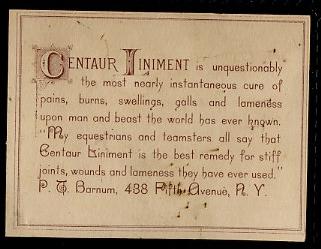 CENTAUR LINIMENT is unquestionably
the most nearly instantaneous cure of
pains, burns, swellings, galls and lameness
upon man and beast the world has ever known.
"My equestrians and teamsters all say that
Centaur Liniment is the best remedy for stiff
joints, wounds and lameness they have ever used."
P. T. Barnum, 438 Fifth Avenue, N. Y.